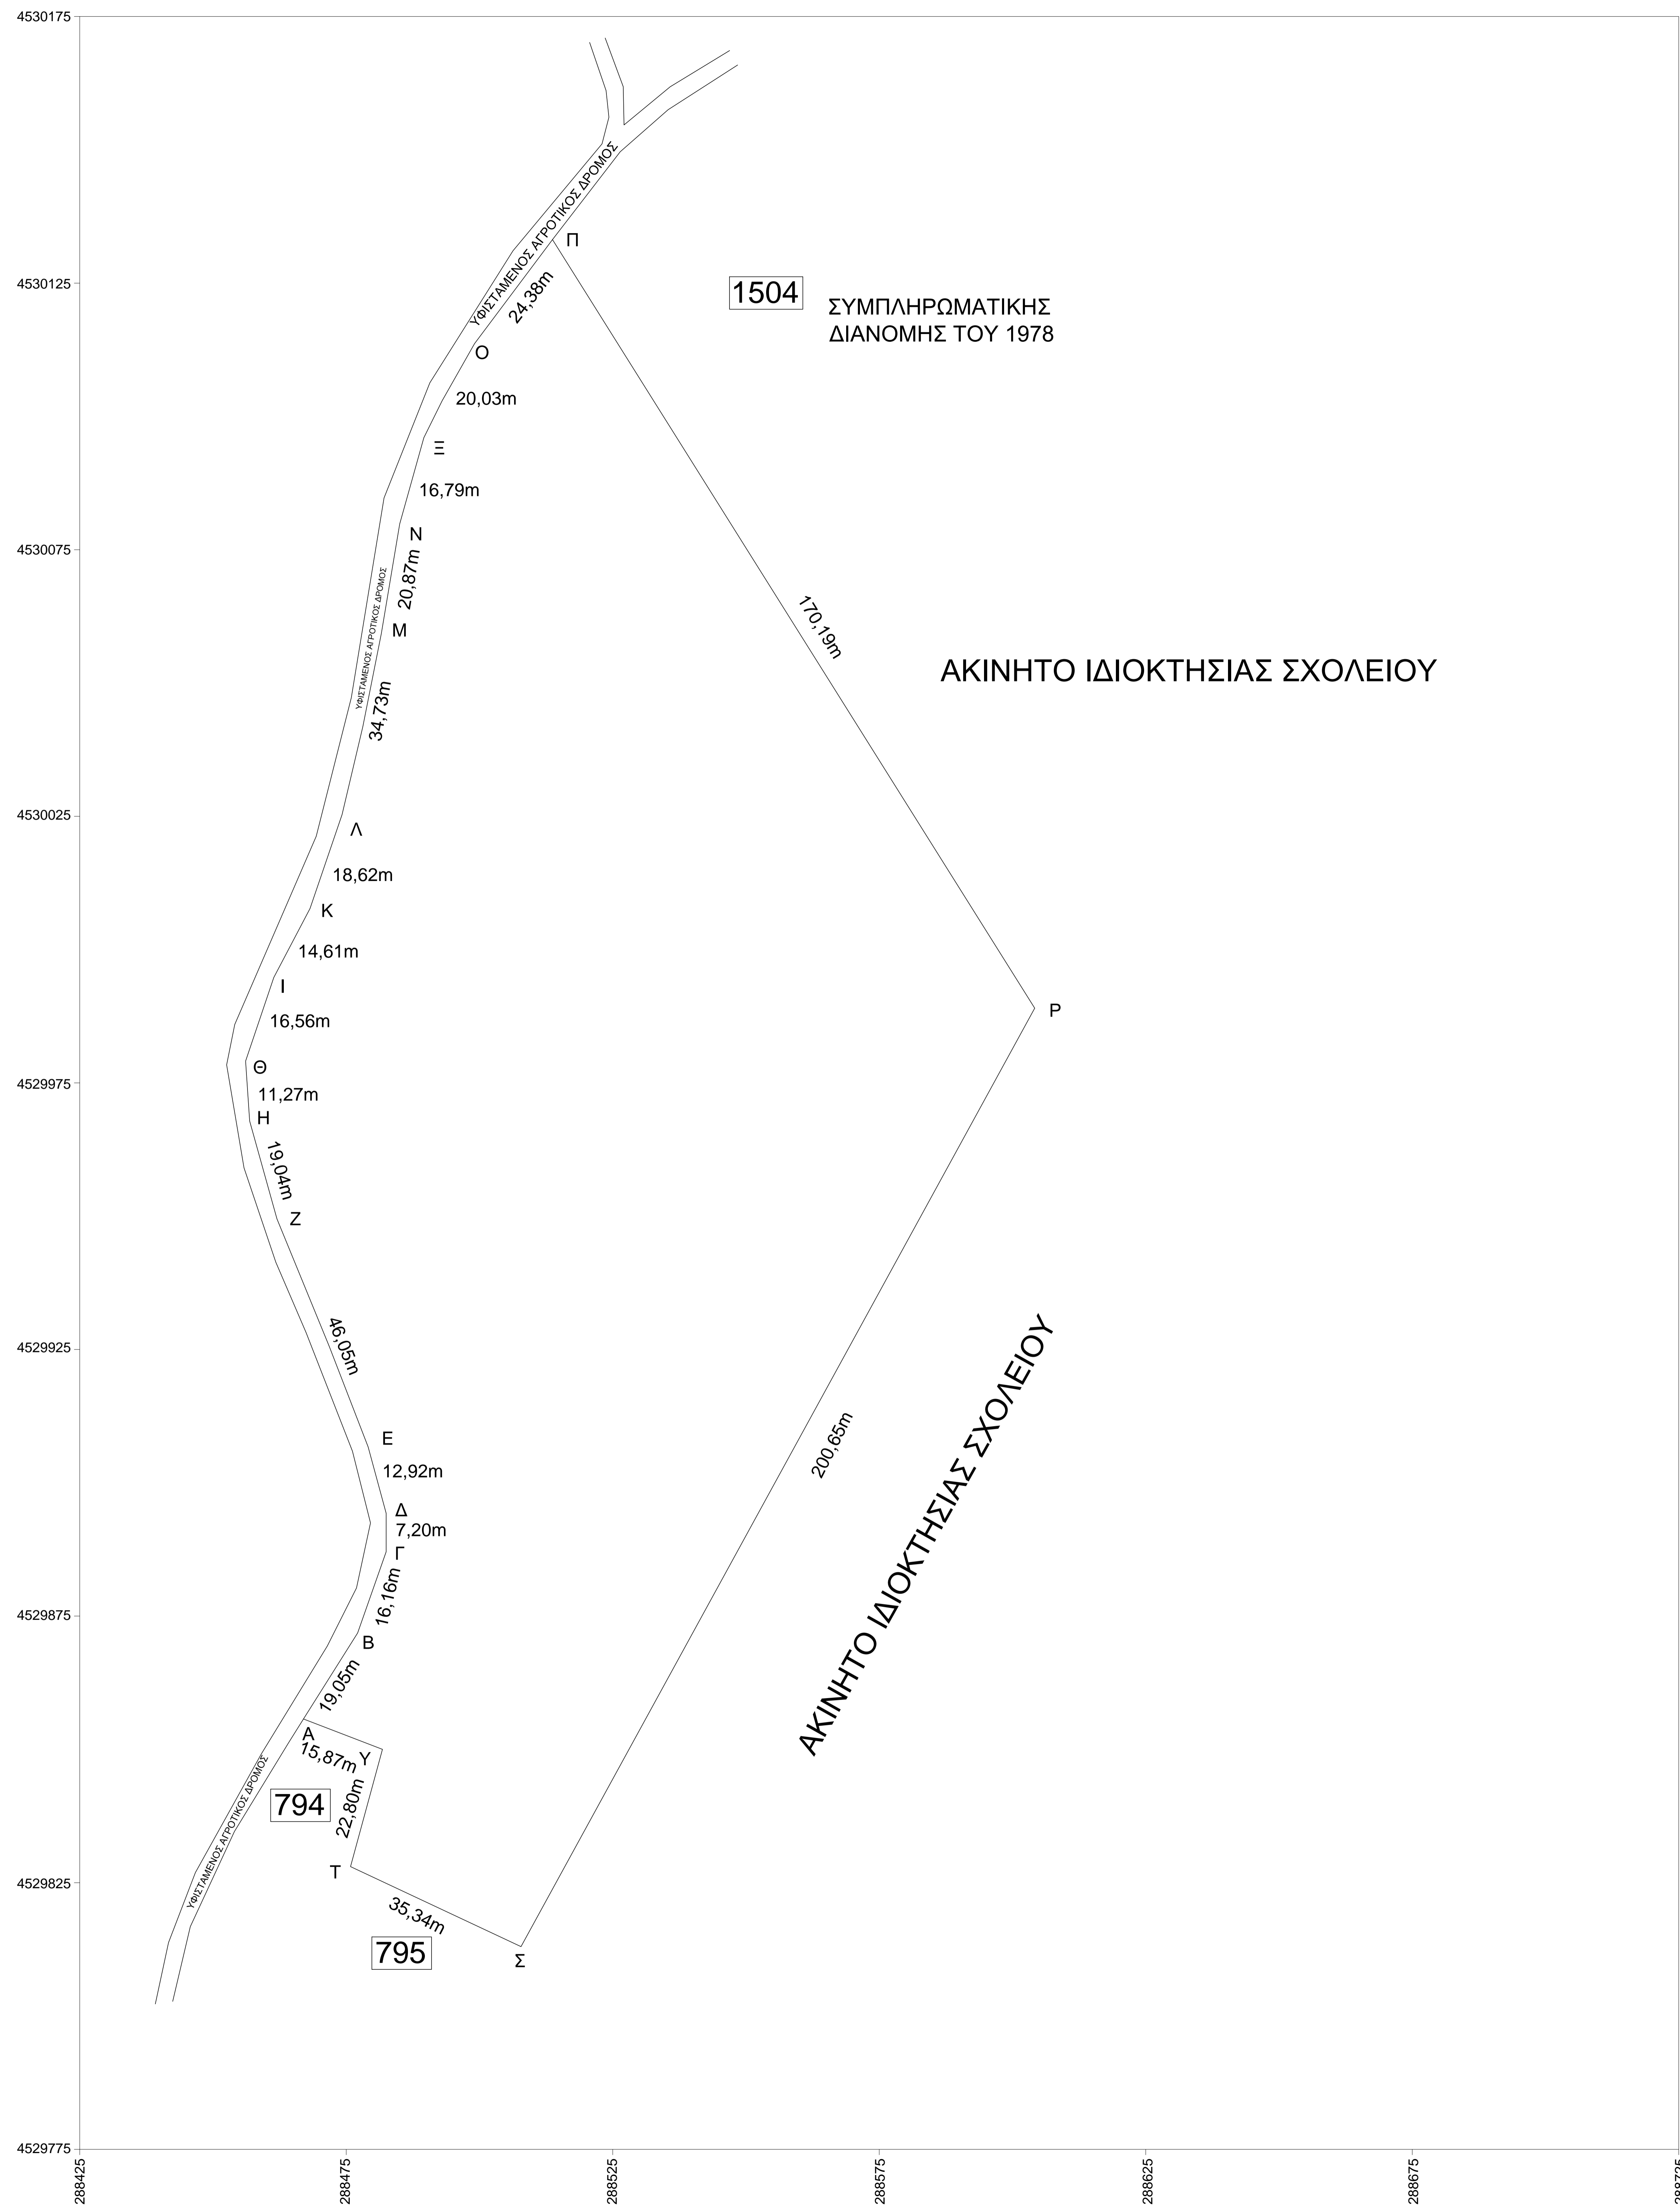 4530175
ΥΦΙΣΤΑΜΕΝΟΣ ΑΓΡΟΤΙΚΟΣ ΔΡΟΜΟΣ
Π
4530125
24,38m
1504
ΣΥΜΠΛΗΡΩΜΑΤΙΚΗΣ
ΔΙΑΝΟΜΗΣ ΤΟΥ 1978
Ο
20,03m
Ξ
16,79m
Ν
4530075
20,87m
ΥΦΙΣΤΑΜΕΝΟΣ ΑΓΡΟΤΙΚΟΣ ΔΡΟΜΟΣ
Μ
170,19m
ΑΚΙΝΗΤΟ ΙΔΙΟΚΤΗΣΙΑΣ ΣΧΟΛΕΙΟΥ
34,73m
4530025
Λ
18,62m
Κ
14,61m
Ι
Ρ
16,56m
Θ
4529975
11,27m
Η
19,04m
Ζ
4529925
46,05m
Ε
200,65m
12,92m
Δ
7,20m
Γ
ΑΚΙΝΗΤΟ ΙΔΙΟΚΤΗΣΙΑΣ ΣΧΟΛΕΙΟΥ
4529875
16,16m
Β
19,05m
Α
15,87m
Υ
794
22,80m
ΥΦΙΣΤΑΜΕΝΟΣ ΑΓΡΟΤΙΚΟΣ ΔΡΟΜΟΣ
Τ
4529825
35,34m
795
Σ
4529775
288425
288475
288525
288575
288625
288675
288725